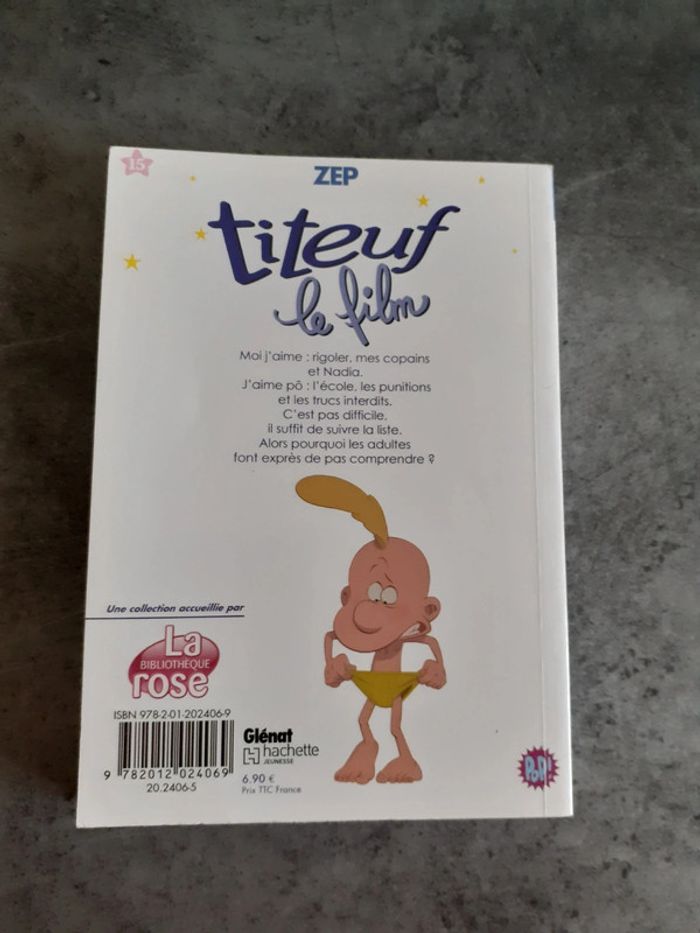 15
ZEP
titeuf
le film
Moi j'aime : rigoler, mes copains
et Nadia.
J'aime pô : l'école, les punitions
et les trucs interdits.
C'est pas difficile,
il suffit de suivre la liste.
Alors pourquoi les adultes
font exprès de pas comprendre ?
Une collection accueillie par
La
BIBLIOTHÈQUE
rose
ISBN 978-2-01-202406-9
9 782012 024069
20.2406-5
Glénat
hachette
JEUNESSE
6.90 €
Prix TTC France
POP!